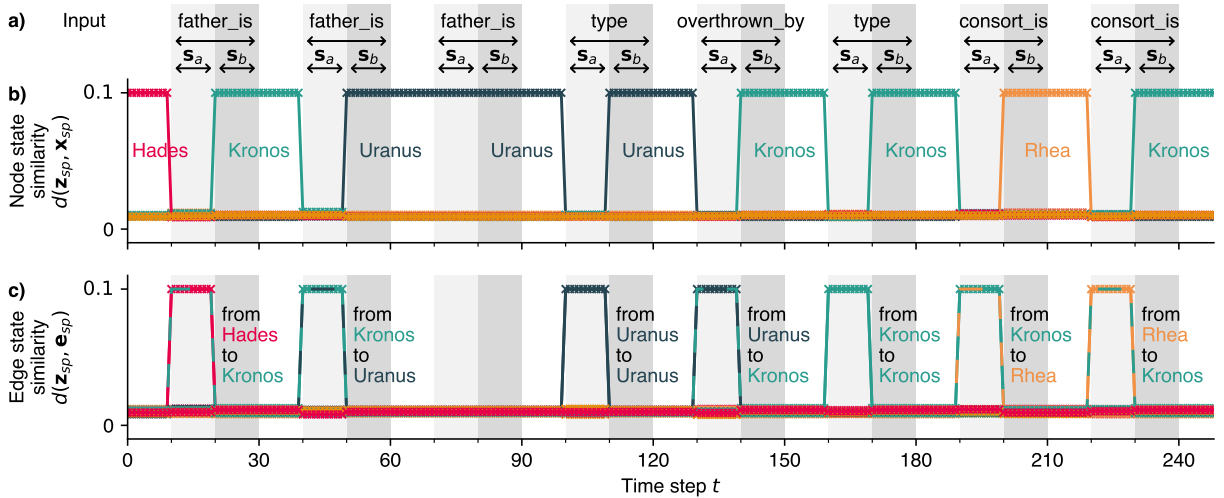 a) Input father_is father_is father_is type overthrown_by type consort_is consort_is
s_a s_b s_a s_b s_a s_b s_a s_b s_a s_b s_a s_b s_a s_b s_a s_b
b)
Node state
similarity
d(z_sp, x_sp)
0.1
0
Hades Kronos Uranus Uranus Uranus Kronos Kronos Rhea Kronos
c)
Edge state
similarity
d(z_sp, e_sp)
0.1
0
from
Hades
to
Kronos
from
Kronos
to
Uranus
from
Uranus
to
Uranus
from
Uranus
to
Kronos
from
Kronos
to
Kronos
from
Kronos
to
Rhea
from
Rhea
to
Kronos
0 30 60 90 120 150 180 210 240
Time step t